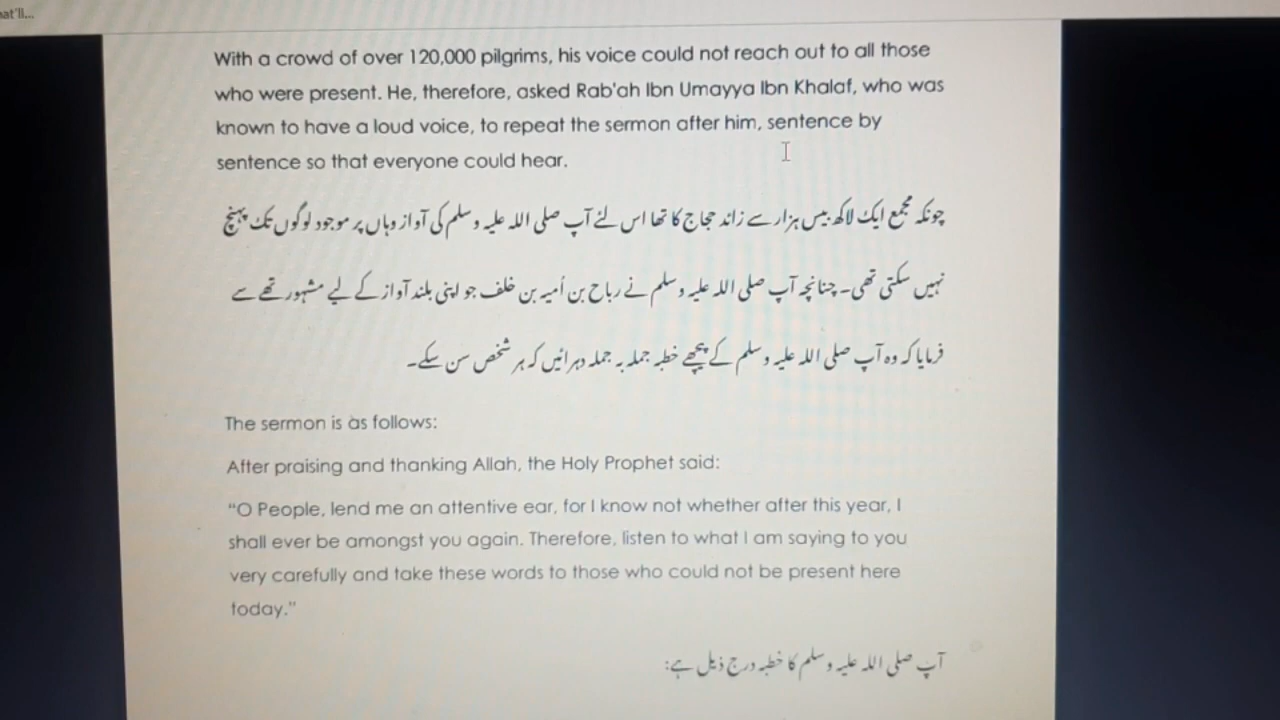 at'll...
With a crowd of over 120,000 pilgrims, his voice could not reach out to all those
who were present. He, therefore, asked Rab'ah Ibn Umayya Ibn Khalaf, who was
known to have a loud voice, to repeat the sermon after him, sentence by
sentence so that everyone could hear.
چونکہ مجمع ایک لاکھ بیس ہزار سے زائد حجاج کا تھا اس لئے آپ صلی اللہ علیہ وسلم کی آواز وہاں پر موجود لوگوں تک پہنچ
نہیں سکتی تھی۔ چنانچہ آپ صلی اللہ علیہ وسلم نے رباح بن اُمیہ بن خلف جو اپنی بلند آواز کے لیے مشہور تھے سے
فرمایا کہ وہ آپ صلی اللہ علیہ وسلم کے پیچھے خطبہ جملہ بہ جملہ دہرائیں کہ ہر شخص سن سکے۔
The sermon is as follows:
After praising and thanking Allah, the Holy Prophet said:
“O People, lend me an attentive ear, for I know not whether after this year, I
shall ever be amongst you again. Therefore, listen to what I am saying to you
very carefully and take these words to those who could not be present here
today.”
آپ صلی اللہ علیہ وسلم کا خطبہ درج ذیل ہے: